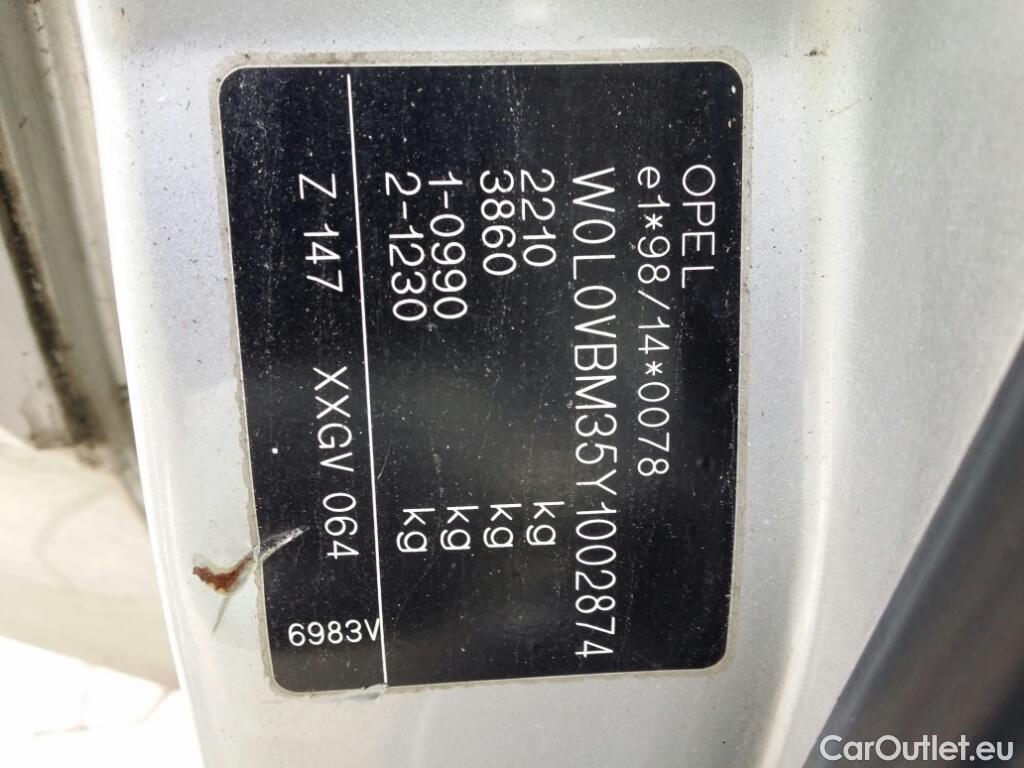 OPEL
e1*98/14*0078
W0L0VBM35Y1002874
2210 kg
3860 kg
1-0990 kg
2-1230 kg
Z 147 XXGV 064 6983V
CarOutlet.eu